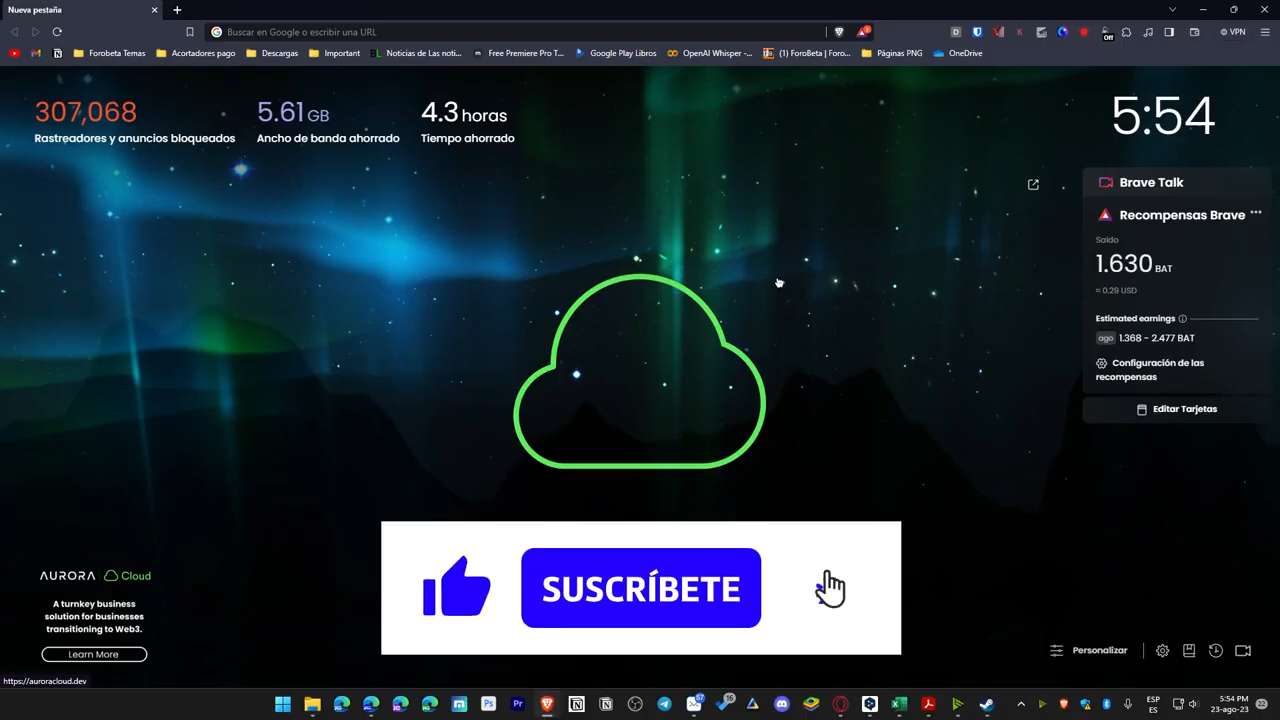 Nueva pestaña
Buscar en Google o escribir una URL
VPN
Forobeta Temas
Acortadores pago
Descargas
Important
Noticias de Las noti...
Free Premiere Pro T...
Google Play Libros
OpenAI Whisper -...
(1) ForoBeta | Foro...
Páginas PNG
OneDrive
307,068
Rastreadores y anuncios bloqueados
5.61 GB
Ancho de banda ahorrado
4.3 horas
Tiempo ahorrado
5:54
Brave Talk
Recompensas Brave
Saldo
1.630 BAT
≈ 0.29 USD
Estimated earnings
ago 1.368 - 2.477 BAT
Configuración de las
recompensas
Editar Tarjetas
SUSCRÍBETE
AURORA Cloud
A turnkey business
solution for businesses
transitioning to Web3.
Learn More
Personalizar
https://auroracloud.dev
ESP
ES
5:54 PM
23-ago-23